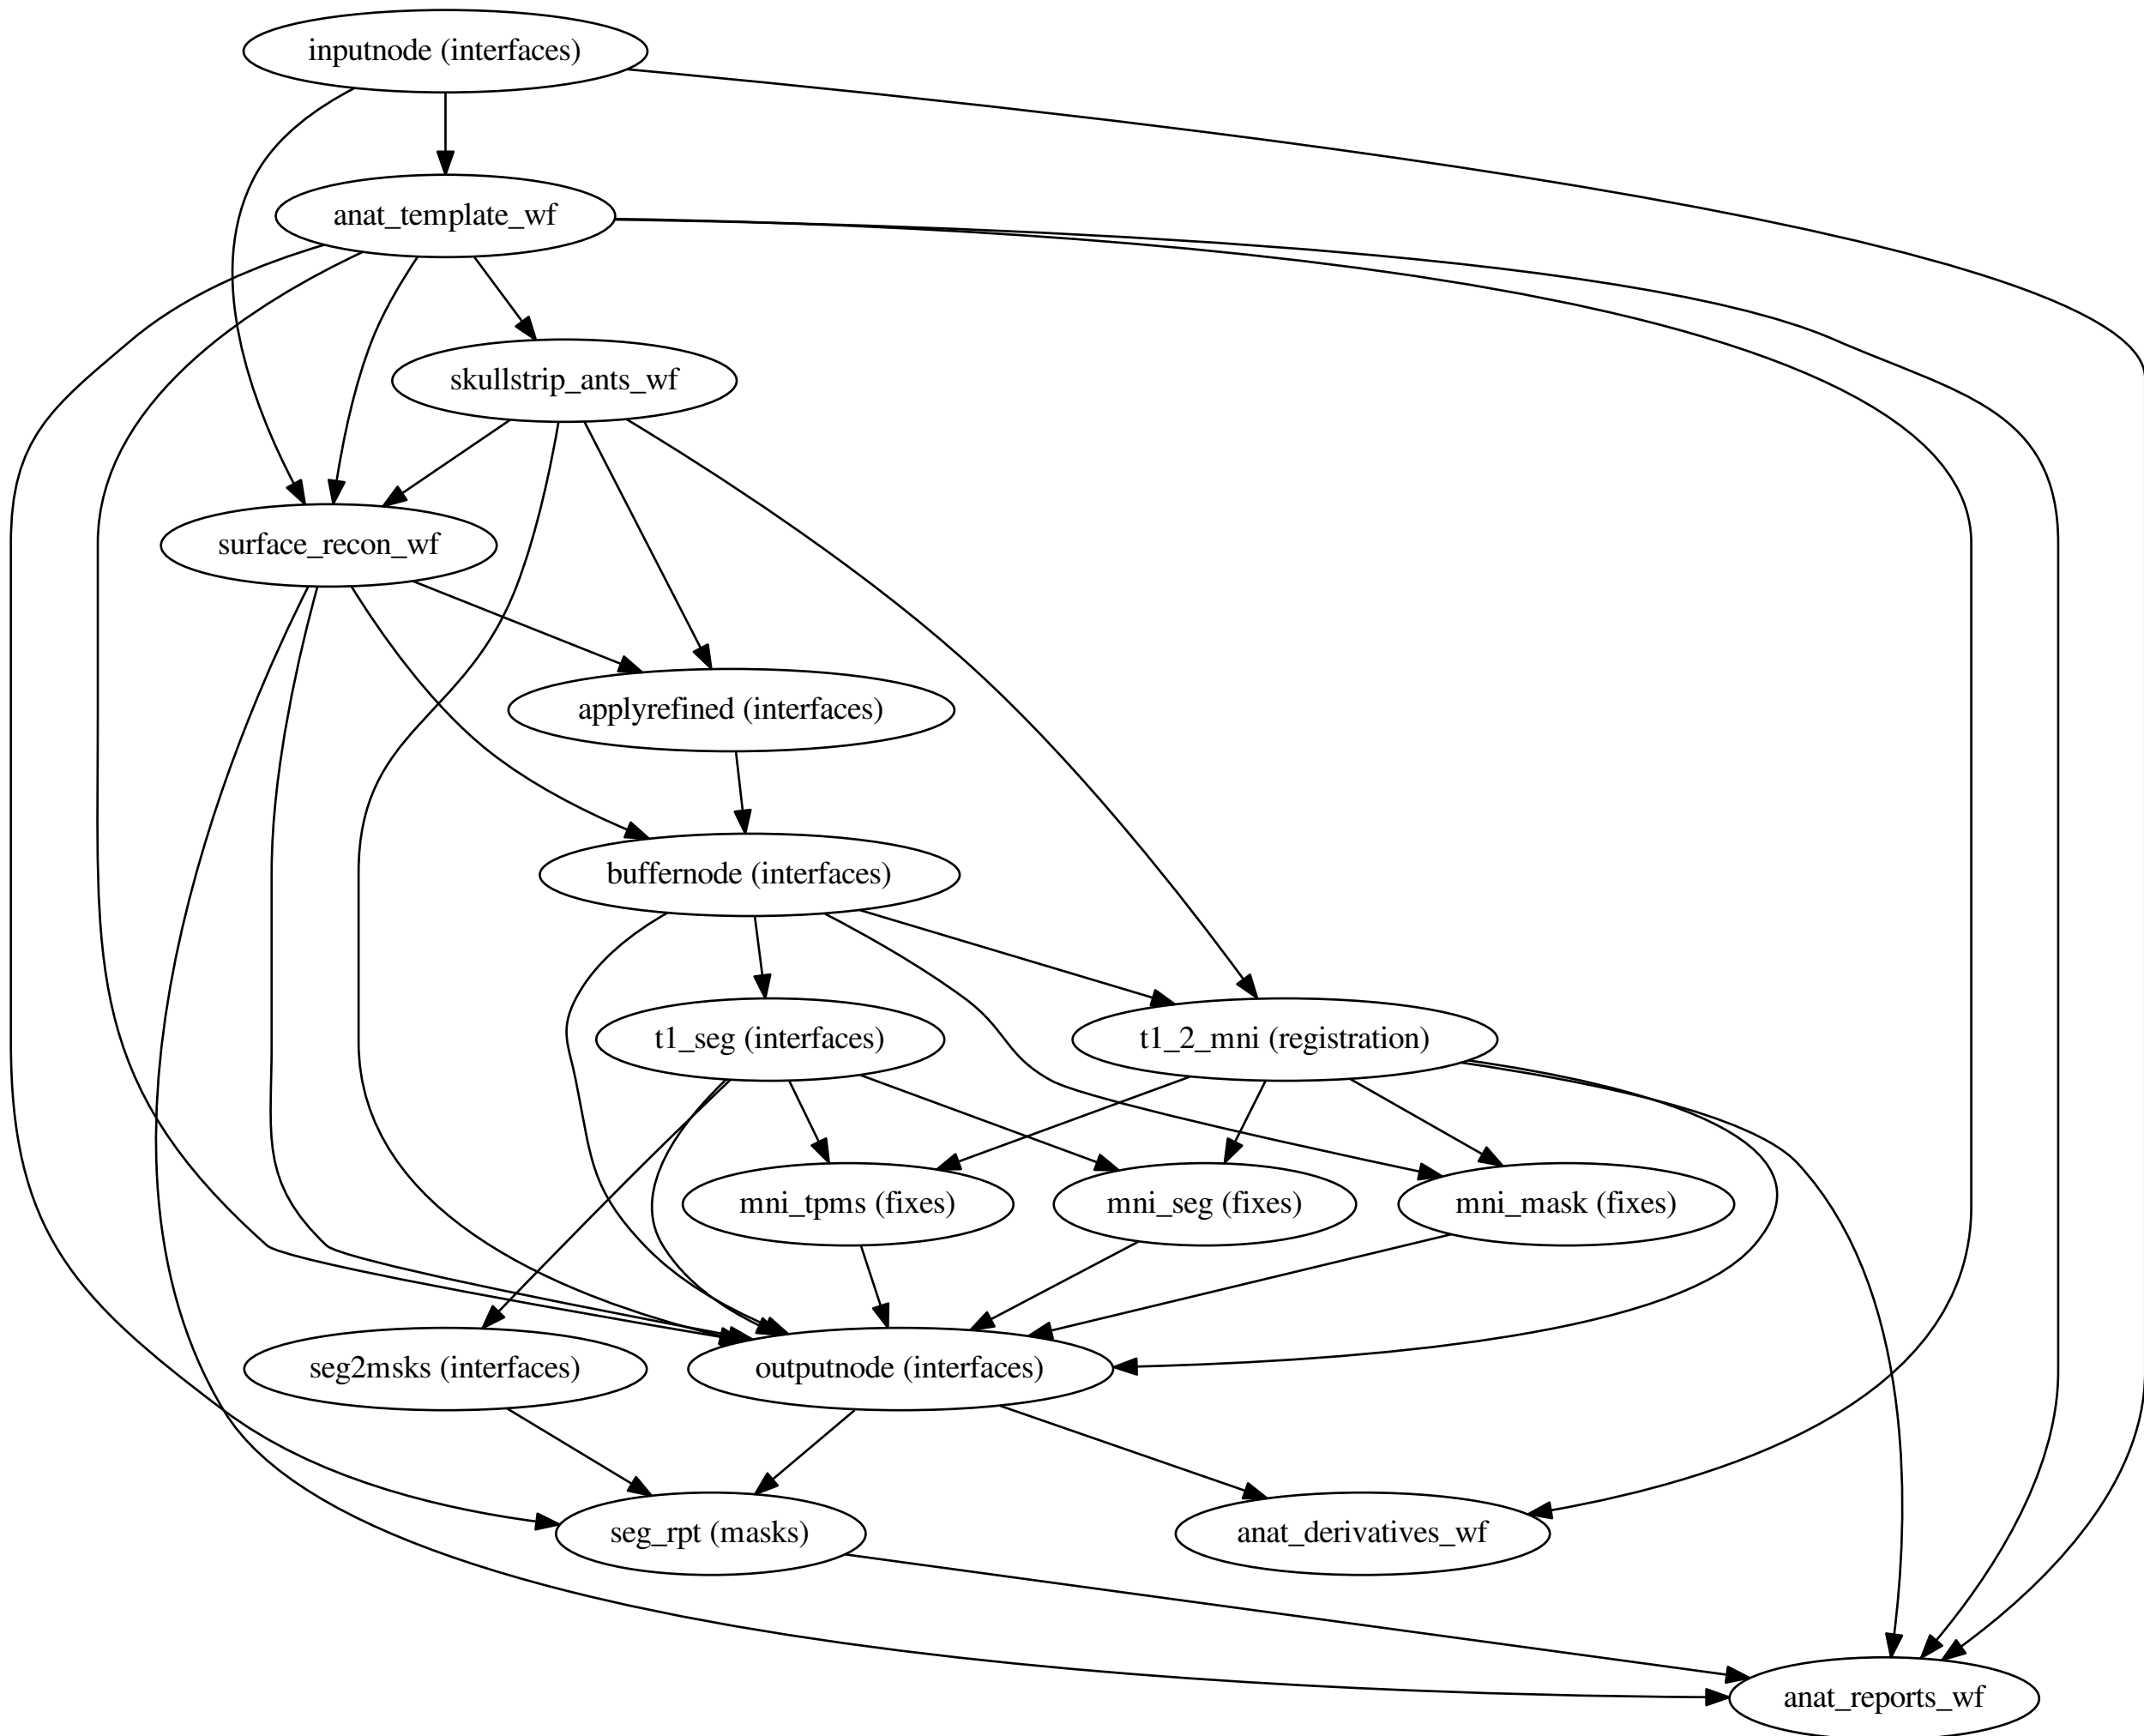 inputnode (interfaces)
anat_template_wf
skullstrip_ants_wf
surface_recon_wf
applyrefined (interfaces)
buffernode (interfaces)
t1_seg (interfaces)
t1_2_mni (registration)
mni_tpms (fixes)
mni_seg (fixes)
mni_mask (fixes)
seg2msks (interfaces)
outputnode (interfaces)
seg_rpt (masks)
anat_derivatives_wf
anat_reports_wf